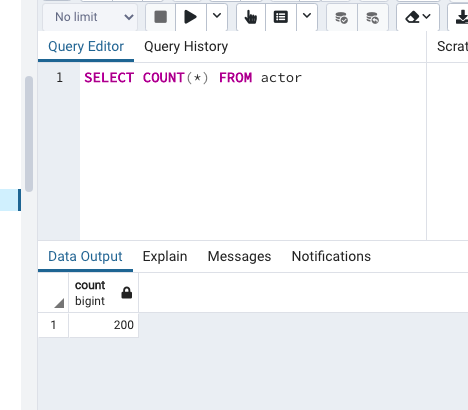 No limit
Query Editor Query History
1 SELECT COUNT(*) FROM actor
Data Output Explain Messages Notifications
count
bigint
1 200